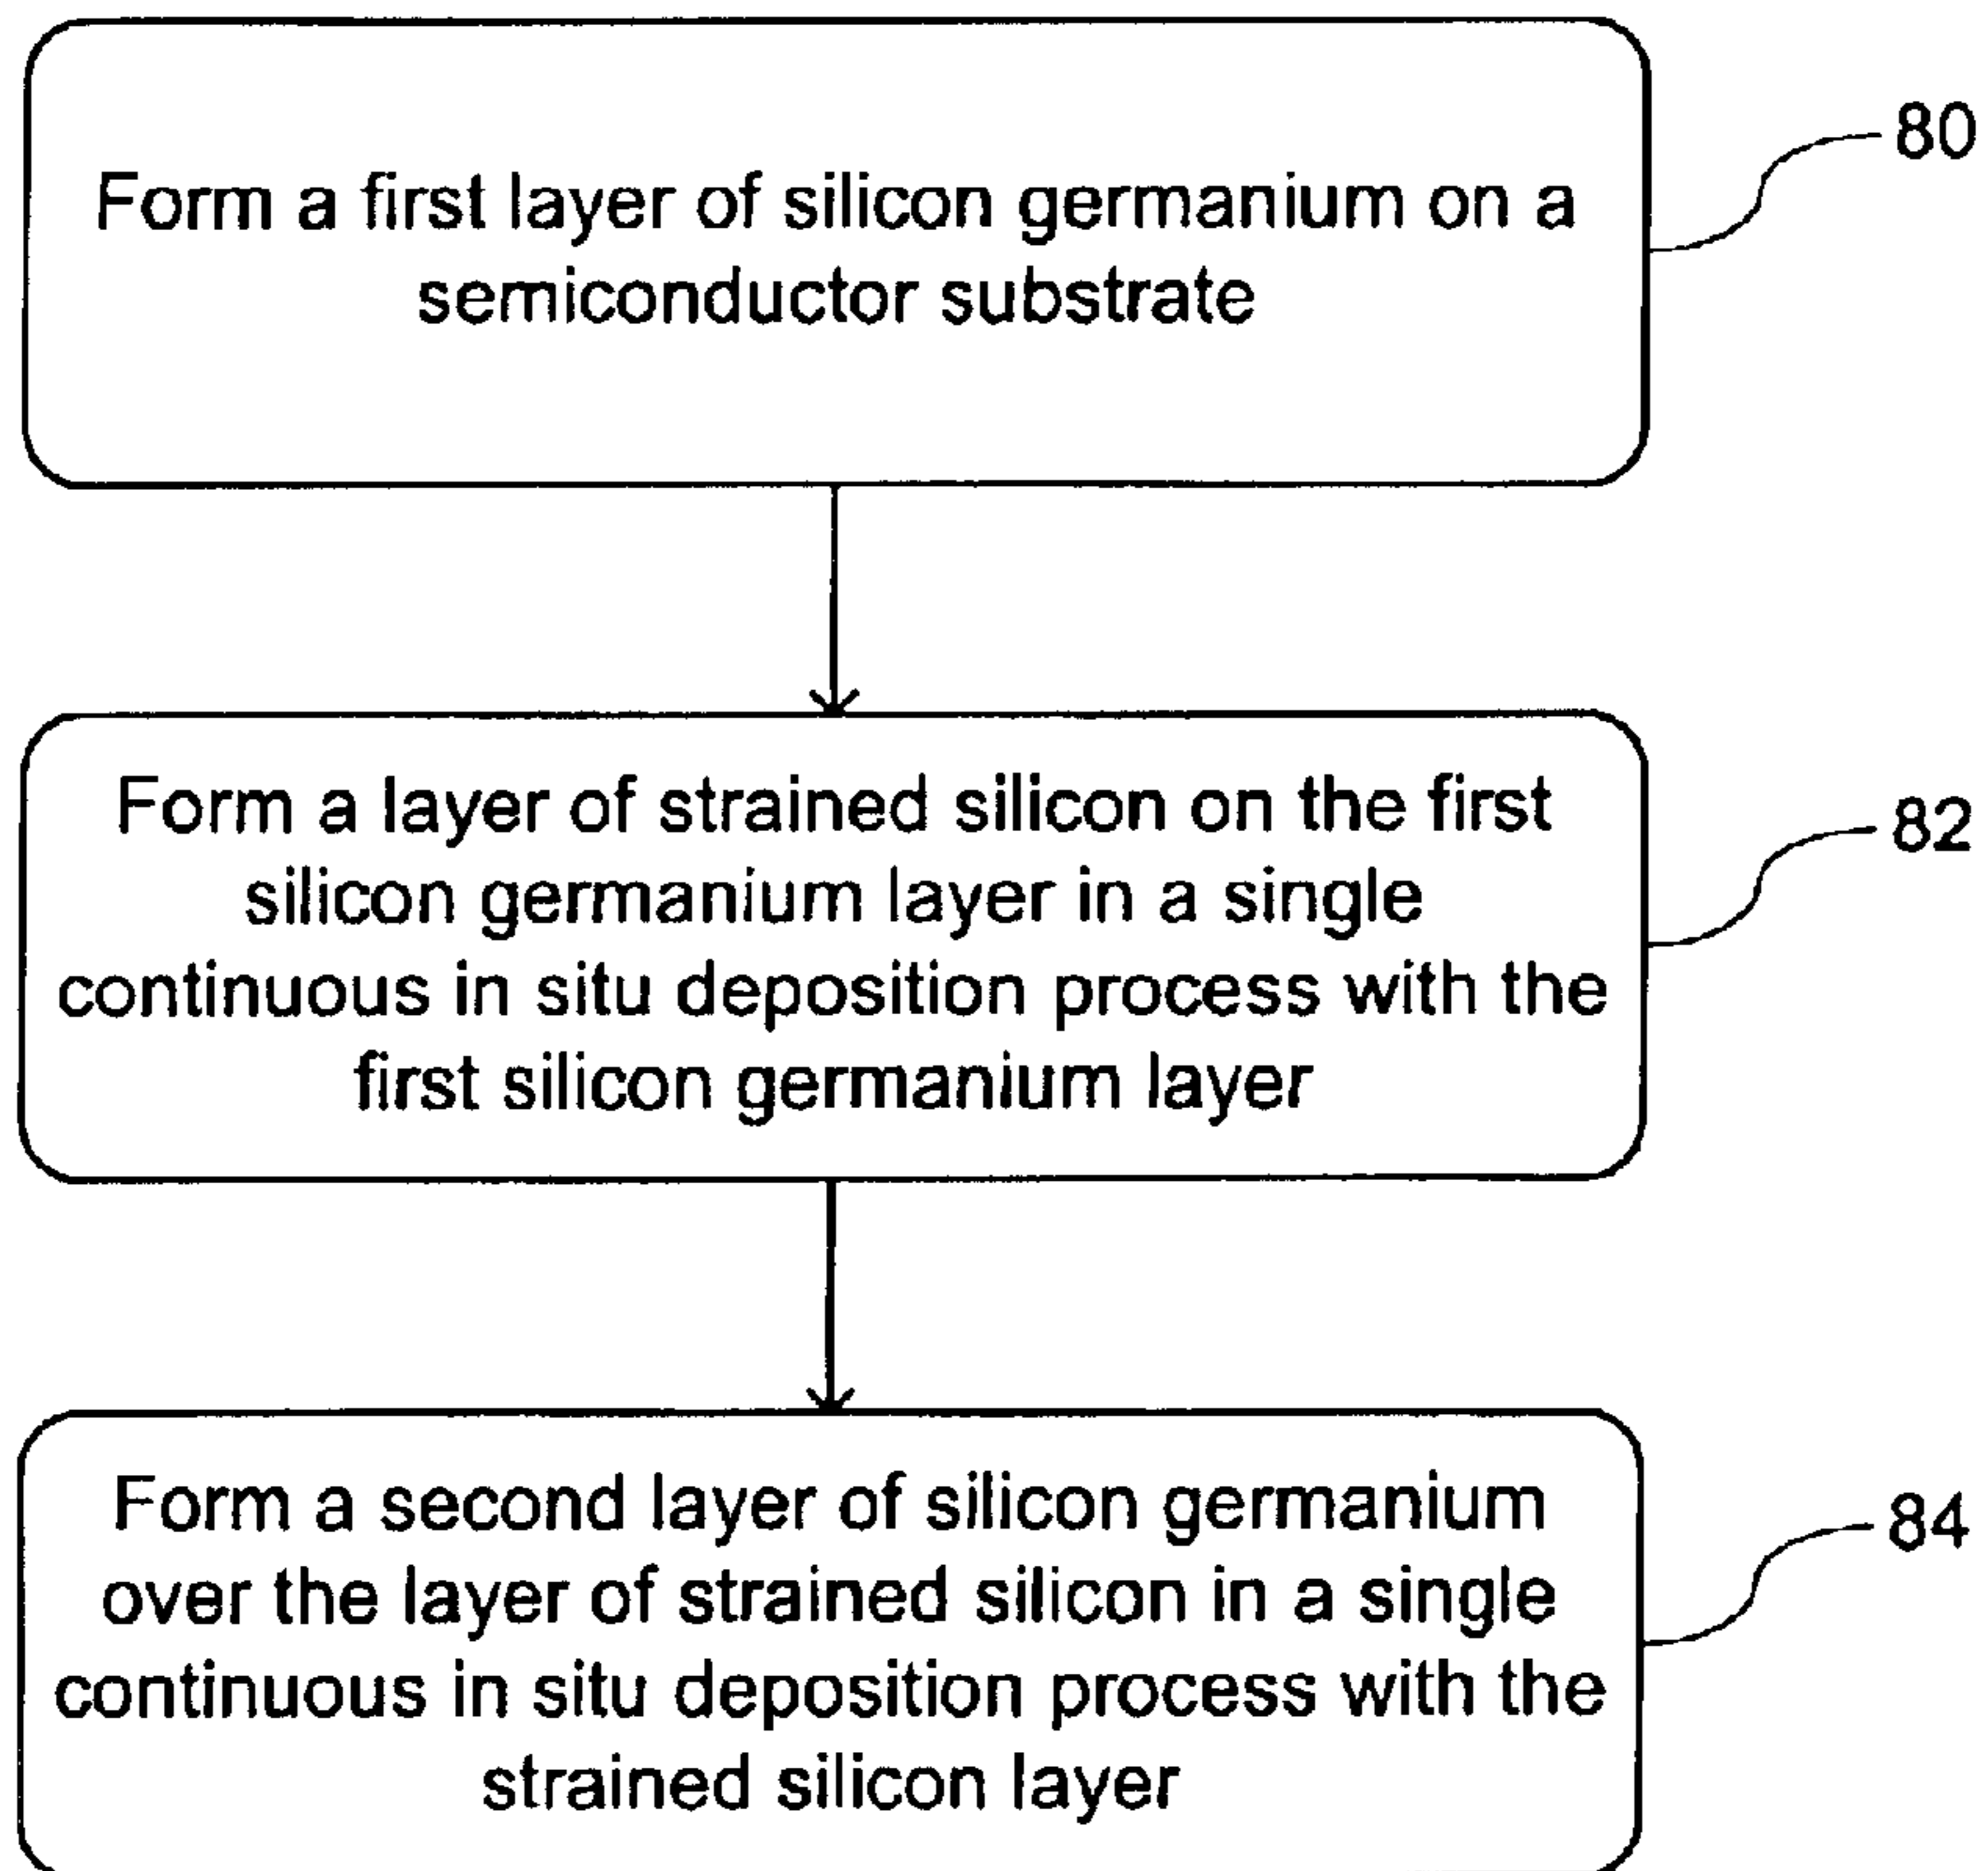 Form a first layer of silicon germanium on a
semiconductor substrate
80
Form a layer of strained silicon on the first
silicon germanium layer in a single
continuous in situ deposition process with the
first silicon germanium layer
82
Form a second layer of silicon germanium
over the layer of strained silicon in a single
continuous in situ deposition process with the
strained silicon layer
84